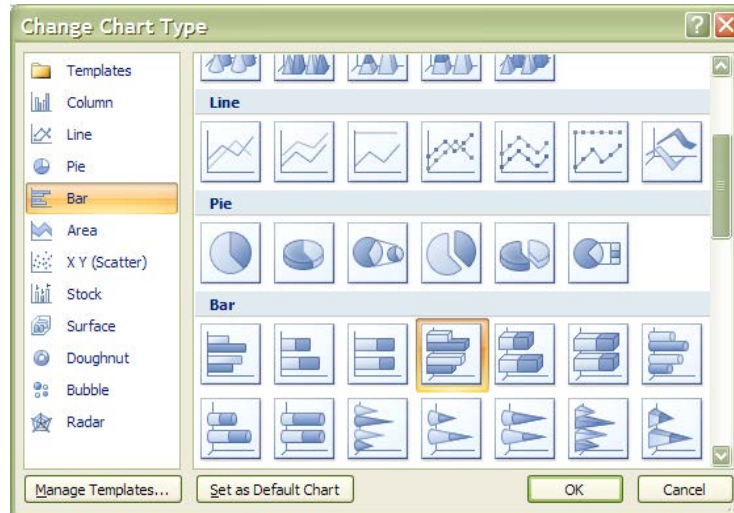 Change Chart Type
Templates
Column
Line
Pie
Bar
Area
X Y (Scatter)
Stock
Surface
Doughnut
Bubble
Radar
Line
Pie
Bar
Manage Templates...
Set as Default Chart
OK
Cancel